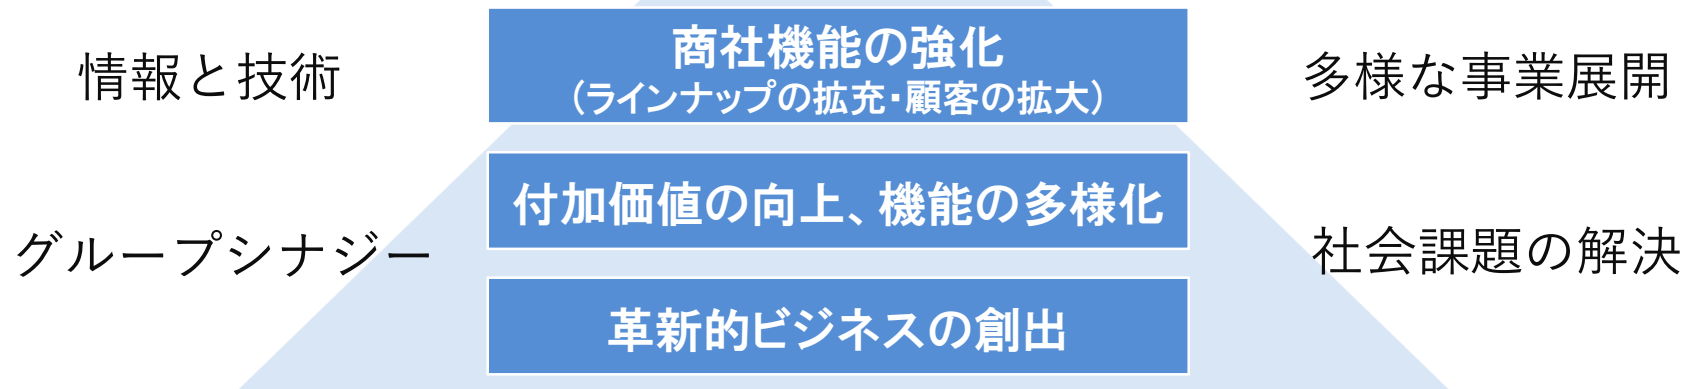 情報と技術
商社機能の強化
（ラインナップの拡充・顧客の拡大）
多様な事業展開
付加価値の向上、機能の多様化
グループシナジー
社会課題の解決
革新的ビジネスの創出